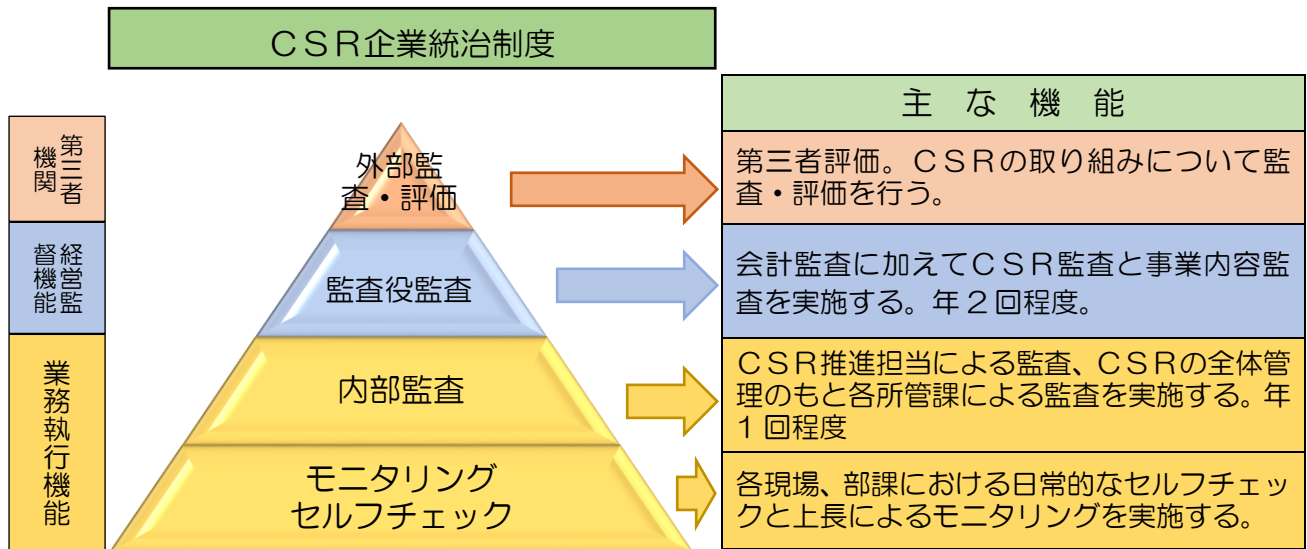 CSR企業統治制度
主な機能
第三者
機関
外部監
査・評価
第三者評価。CSRの取り組みについて監
査・評価を行う。
経営監
督機能
監査役監査
会計監査に加えてCSR監査と事業内容監
査を実施する。年2回程度。
業務執行機能
内部監査
CSR推進担当による監査、CSRの全体管
理のもと各所管課による監査を実施する。年
1回程度
モニタリング
セルフチェック
各現場、部課における日常的なセルフチェッ
クと上長によるモニタリングを実施する。